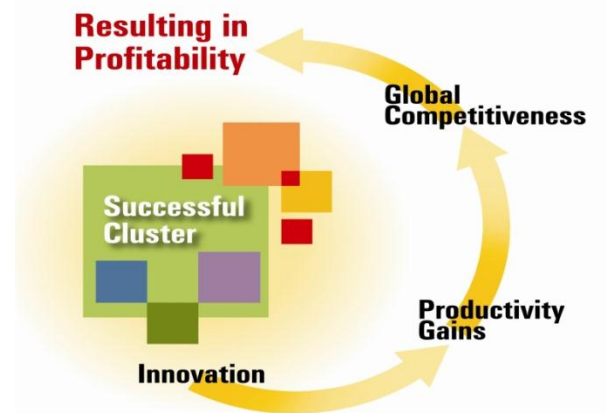 Resulting in
Profitability
Global
Competitiveness
Successful
Cluster
Productivity
Gains
Innovation